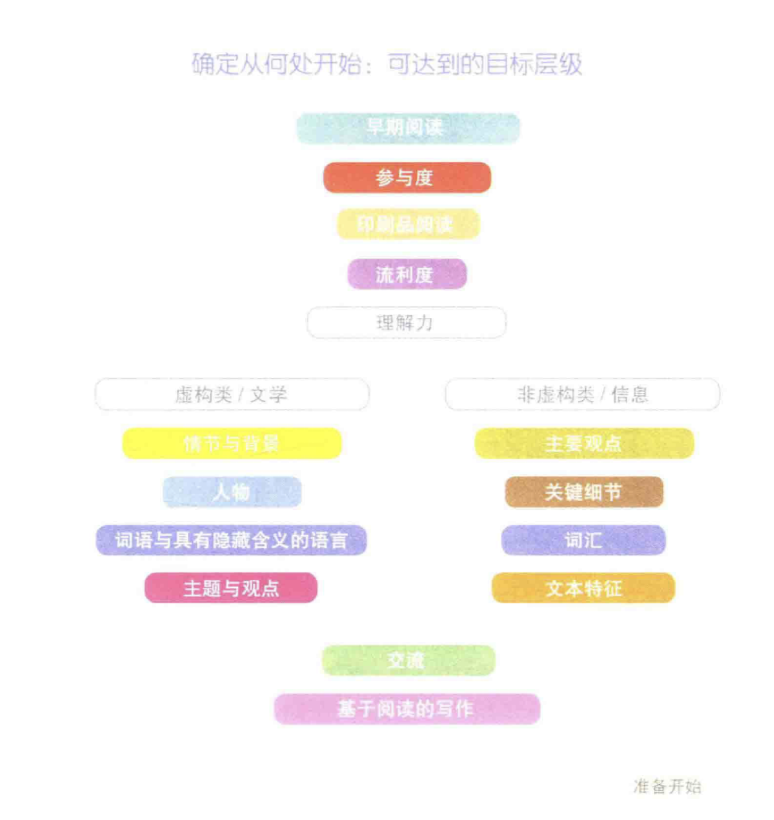 确定从何处开始：可达到的目标层级
早期阅读
参与度
印刷品阅读
流利度
理解力
虚构类 / 文学
情节与背景
人物
词语与具有隐藏含义的语言
主题与观点
非虚构类 / 信息
主要观点
关键细节
词汇
文本特征
交流
基于阅读的写作
准备开始